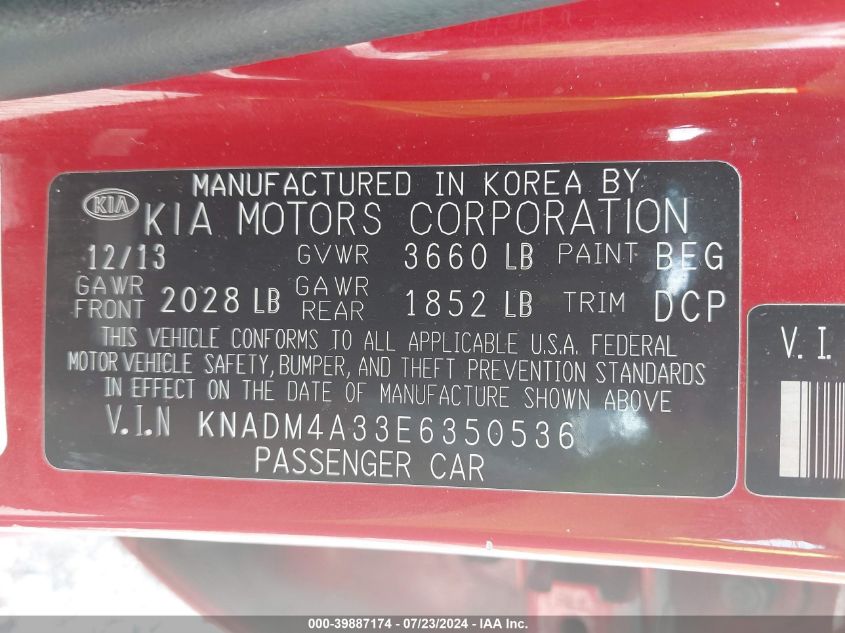 MANUFACTURED IN KOREA BY
KIA KIA MOTORS CORPORATION
12/13 GVWR 3660 LB PAINT BEG
GAWR FRONT 2028 LB GAWR REAR 1852 LB TRIM DCP
THIS VEHICLE CONFORMS TO ALL APPLICABLE U.S.A. FEDERAL
MOTOR VEHICLE SAFETY, BUMPER, AND THEFT PREVENTION STANDARDS
IN EFFECT ON THE DATE OF MANUFACTURE SHOWN ABOVE
V.I.N KNADM4A33E6350536
PASSENGER CAR
V. I.
000-39887174 / 07/23/2024 - IAA Inc.